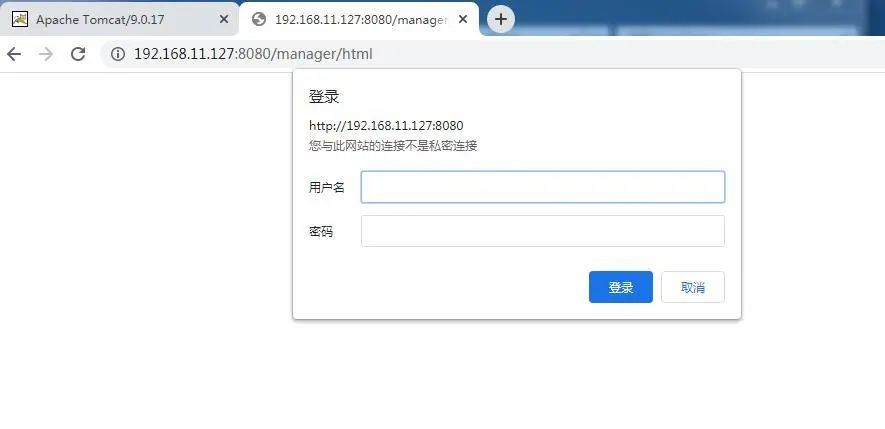 Apache Tomcat/9.0.17
192.168.11.127:8080/manager
192.168.11.127:8080/manager/html
登录
http://192.168.11.127:8080
您与此网站的连接不是私密连接
用户名
密码
登录 取消